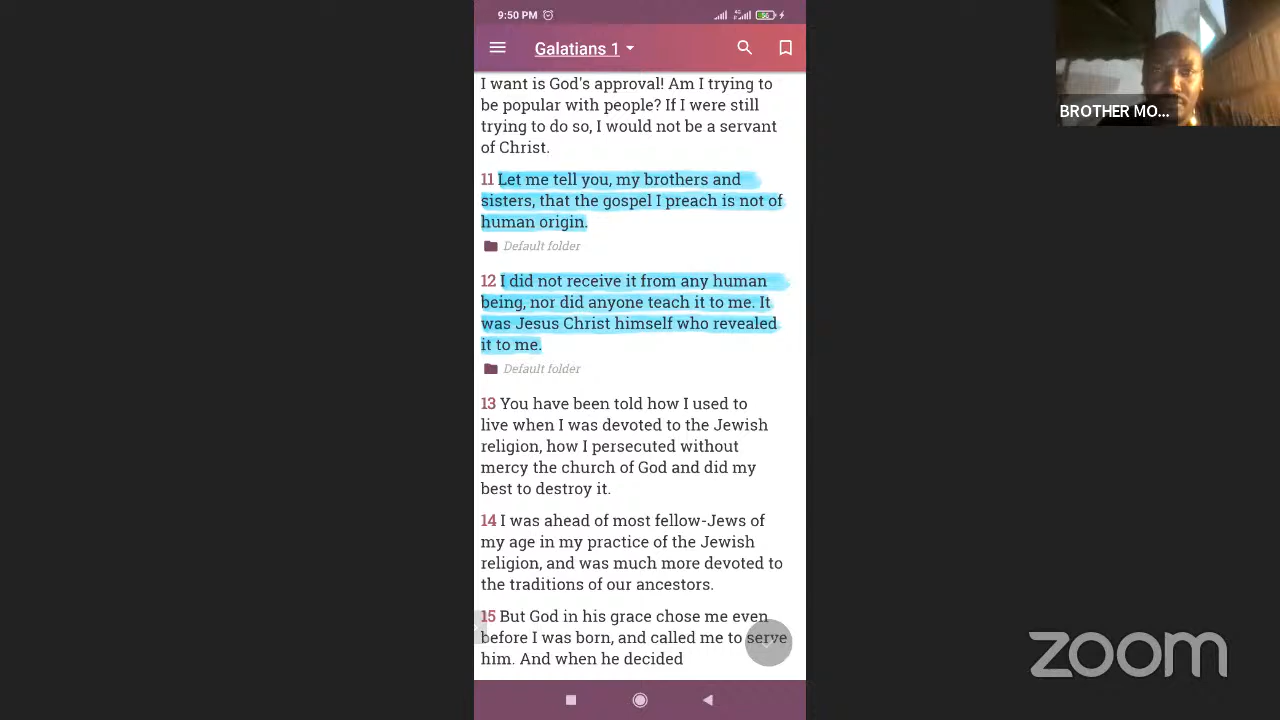 9:50 PM
4G
56
Galatians 1
I want is God's approval! Am I trying to
be popular with people? If I were still
trying to do so, I would not be a servant
of Christ.
11 Let me tell you, my brothers and
sisters, that the gospel I preach is not of
human origin.
Default folder
12 I did not receive it from any human
being, nor did anyone teach it to me. It
was Jesus Christ himself who revealed
it to me.
Default folder
13 You have been told how I used to
live when I was devoted to the Jewish
religion, how I persecuted without
mercy the church of God and did my
best to destroy it.
14 I was ahead of most fellow-Jews of
my age in my practice of the Jewish
religion, and was much more devoted to
the traditions of our ancestors.
15 But God in his grace chose me even
before I was born, and called me to serve
him. And when he decided
BROTHER MO...
zoom